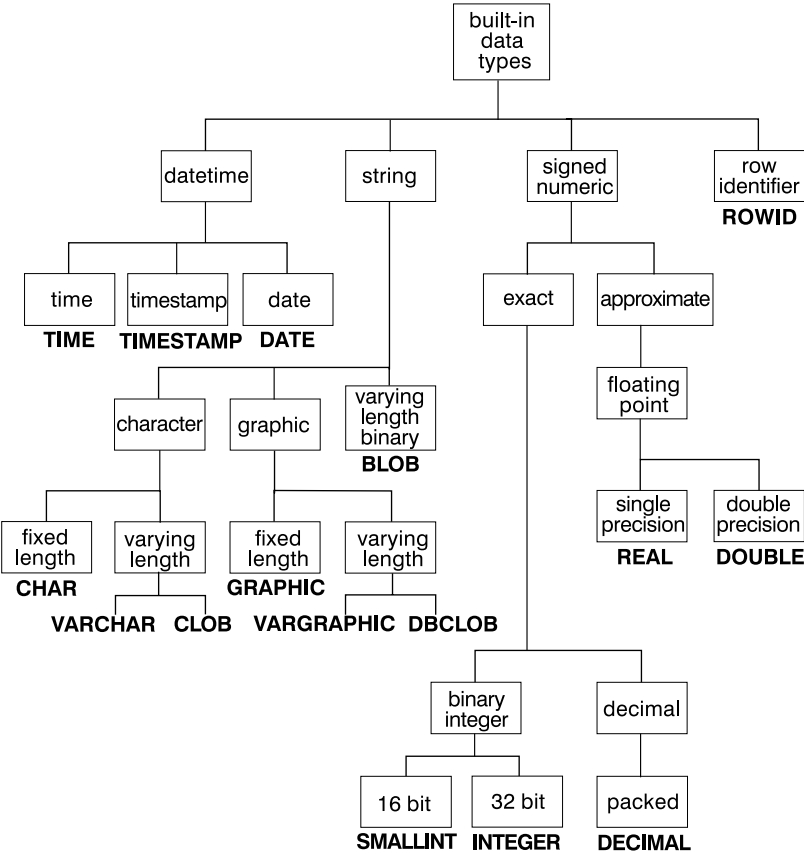 built-in
data
types
datetime
string
signed
numeric
row
identifier
ROWID
time
timestamp
date
exact
approximate
TIME
TIMESTAMP
DATE
character
graphic
varying
length
binary
BLOB
floating
point
fixed
length
CHAR
varying
length
fixed
length
GRAPHIC
varying
length
single
precision
REAL
double
precision
DOUBLE
VARCHAR
CLOB
VARGRAPHIC
DBCLOB
binary
integer
decimal
16 bit
32 bit
packed
SMALLINT
INTEGER
DECIMAL